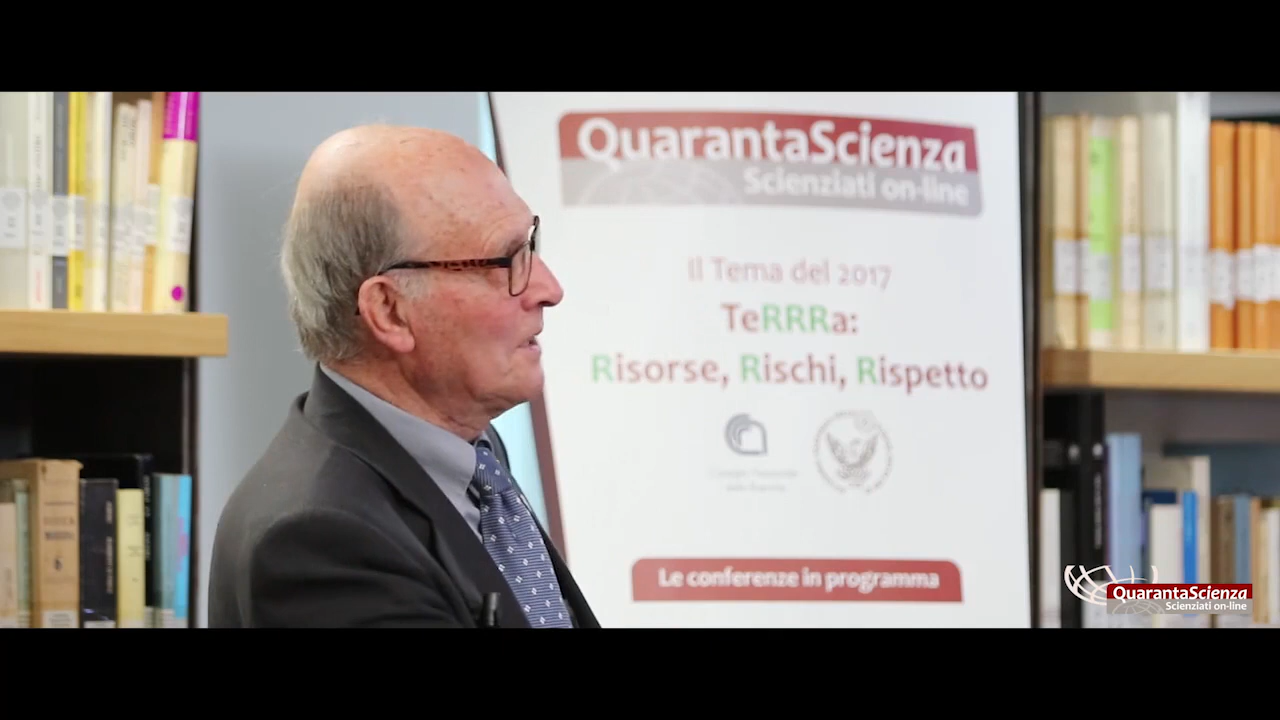 QuarantaScienza
Scienziati on-line
Il Tema del 2017
TeRRRa:
Risorse, Rischi, Rispetto
Le conferenze in programma
QuarantaScienza
Scienziati on-line